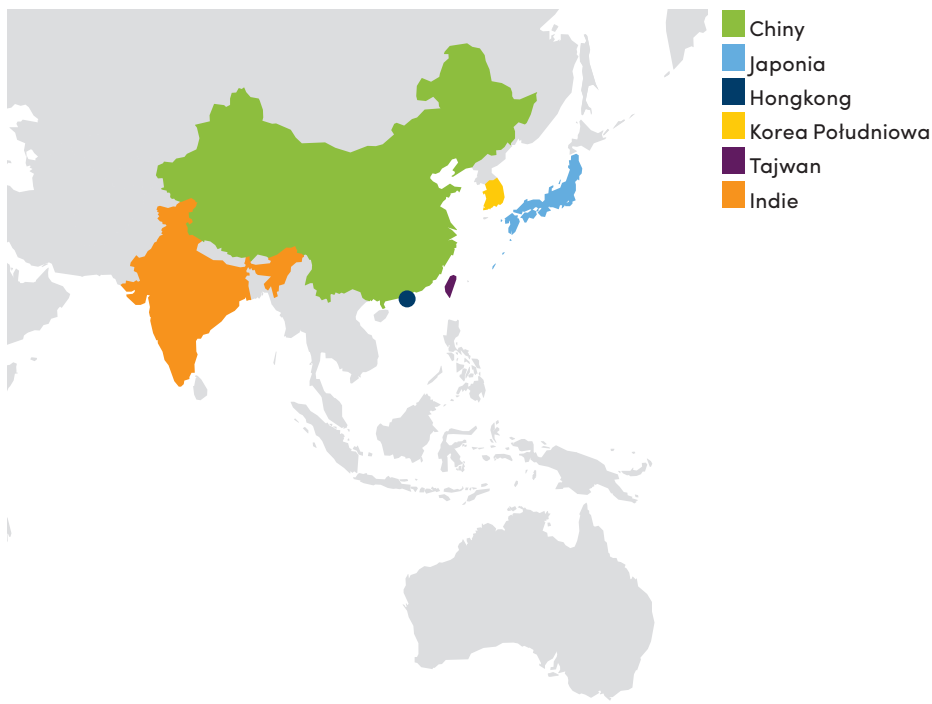 Chiny
Japonia
Hongkong
Korea Południowa
Tajwan
Indie